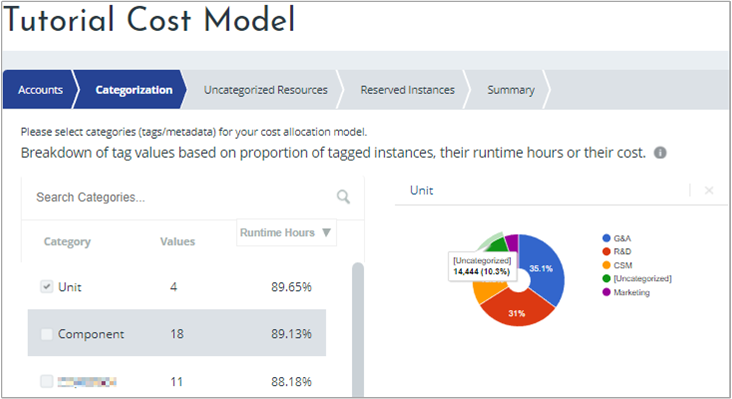 Tutorial Cost Model
Accounts
Categorization
Uncategorized Resources
Reserved Instances
Summary
Please select categories (tags/metadata) for your cost allocation model.
Breakdown of tag values based on proportion of tagged instances, their runtime hours or their cost. i
Search Categories...
Category Values Runtime Hours ▼
Unit 4 89.65%
Component 18 89.13%
11 88.18%
Unit
[Uncategorized]
14,444 (10.3%)
35.1%
31%
G&A
R&D
CSM
[Uncategorized]
Marketing